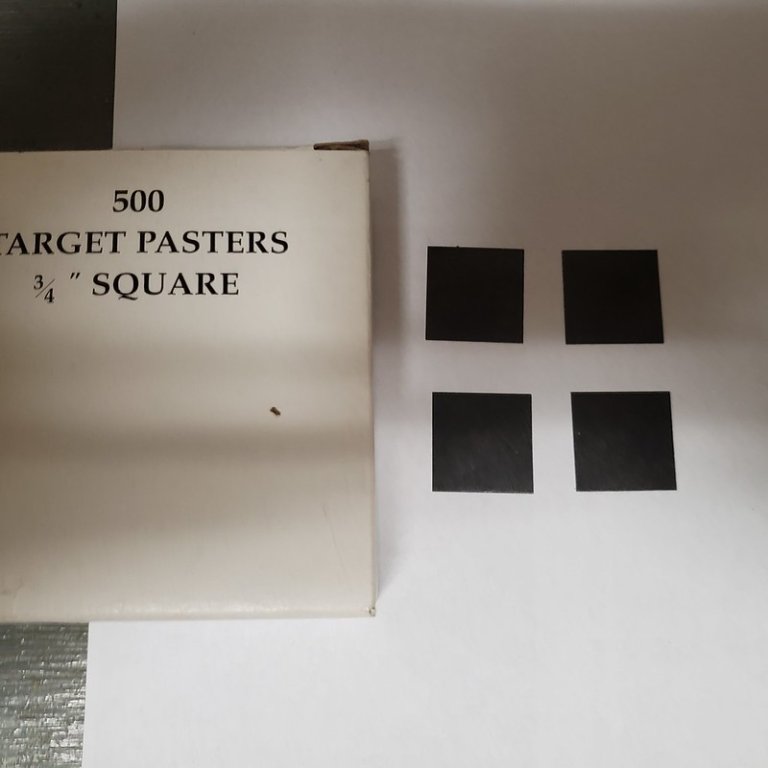 500
TARGET PASTERS
3/4 " SQUARE